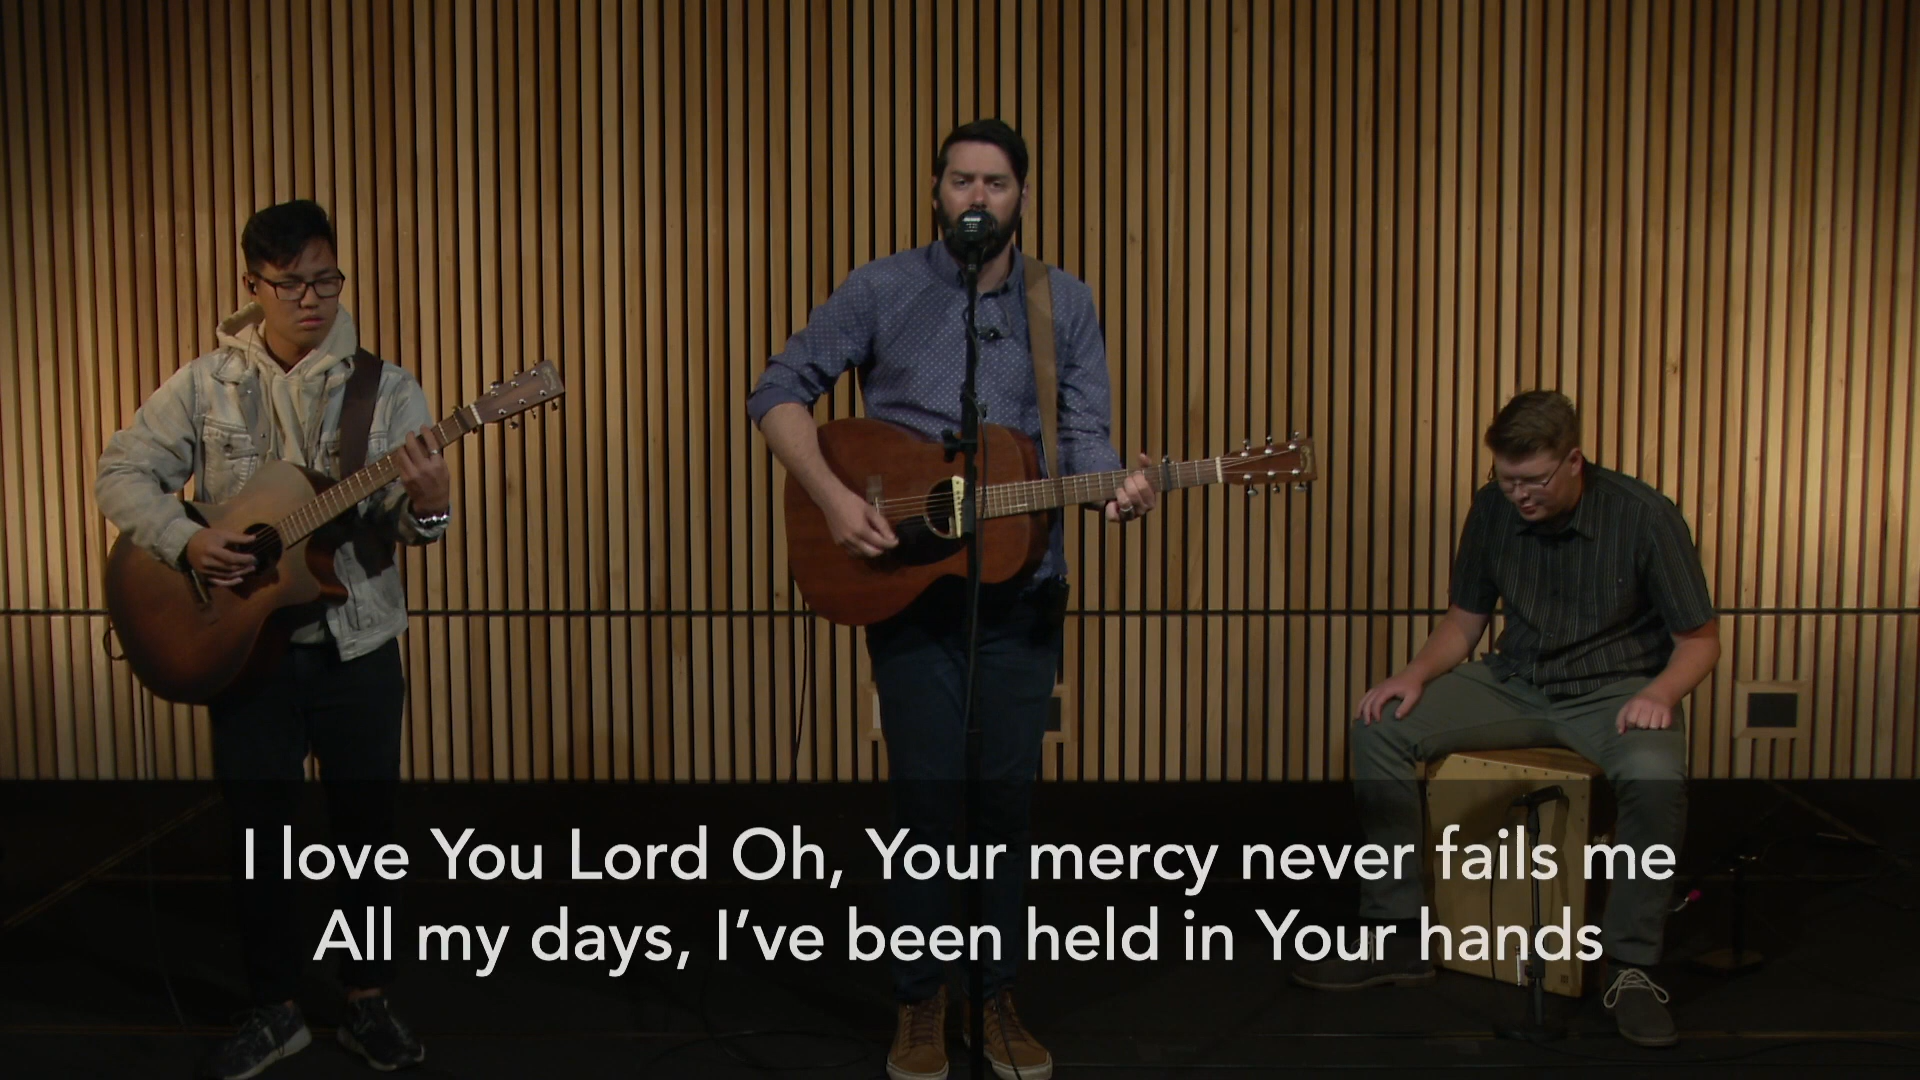 I love You Lord Oh, Your mercy never fails me
All my days, I’ve been held in Your hands